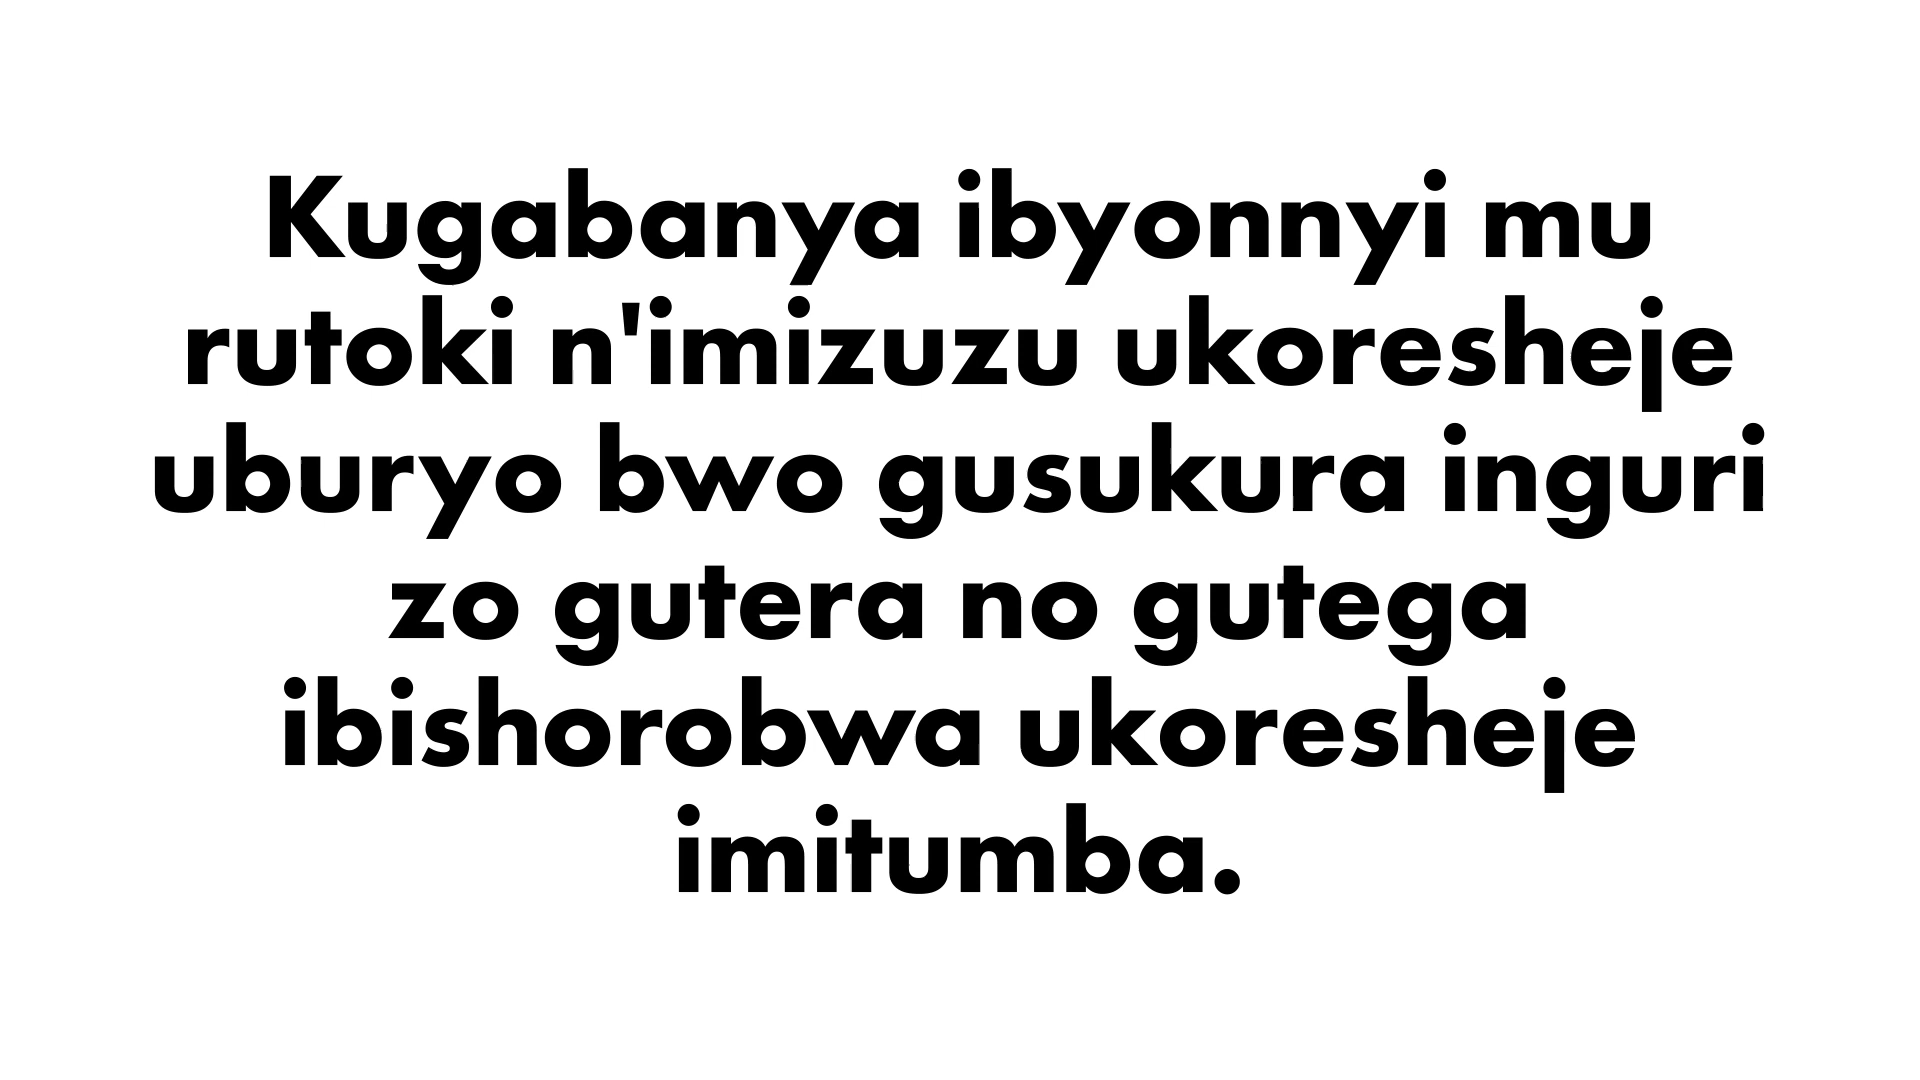 Kugabanya ibyonnyi mu
rutoki n'imizuzu ukoresheje
uburyo bwo gusukura inguri
zo gutera no gutega
ibishorobwa ukoresheje
imitumba.